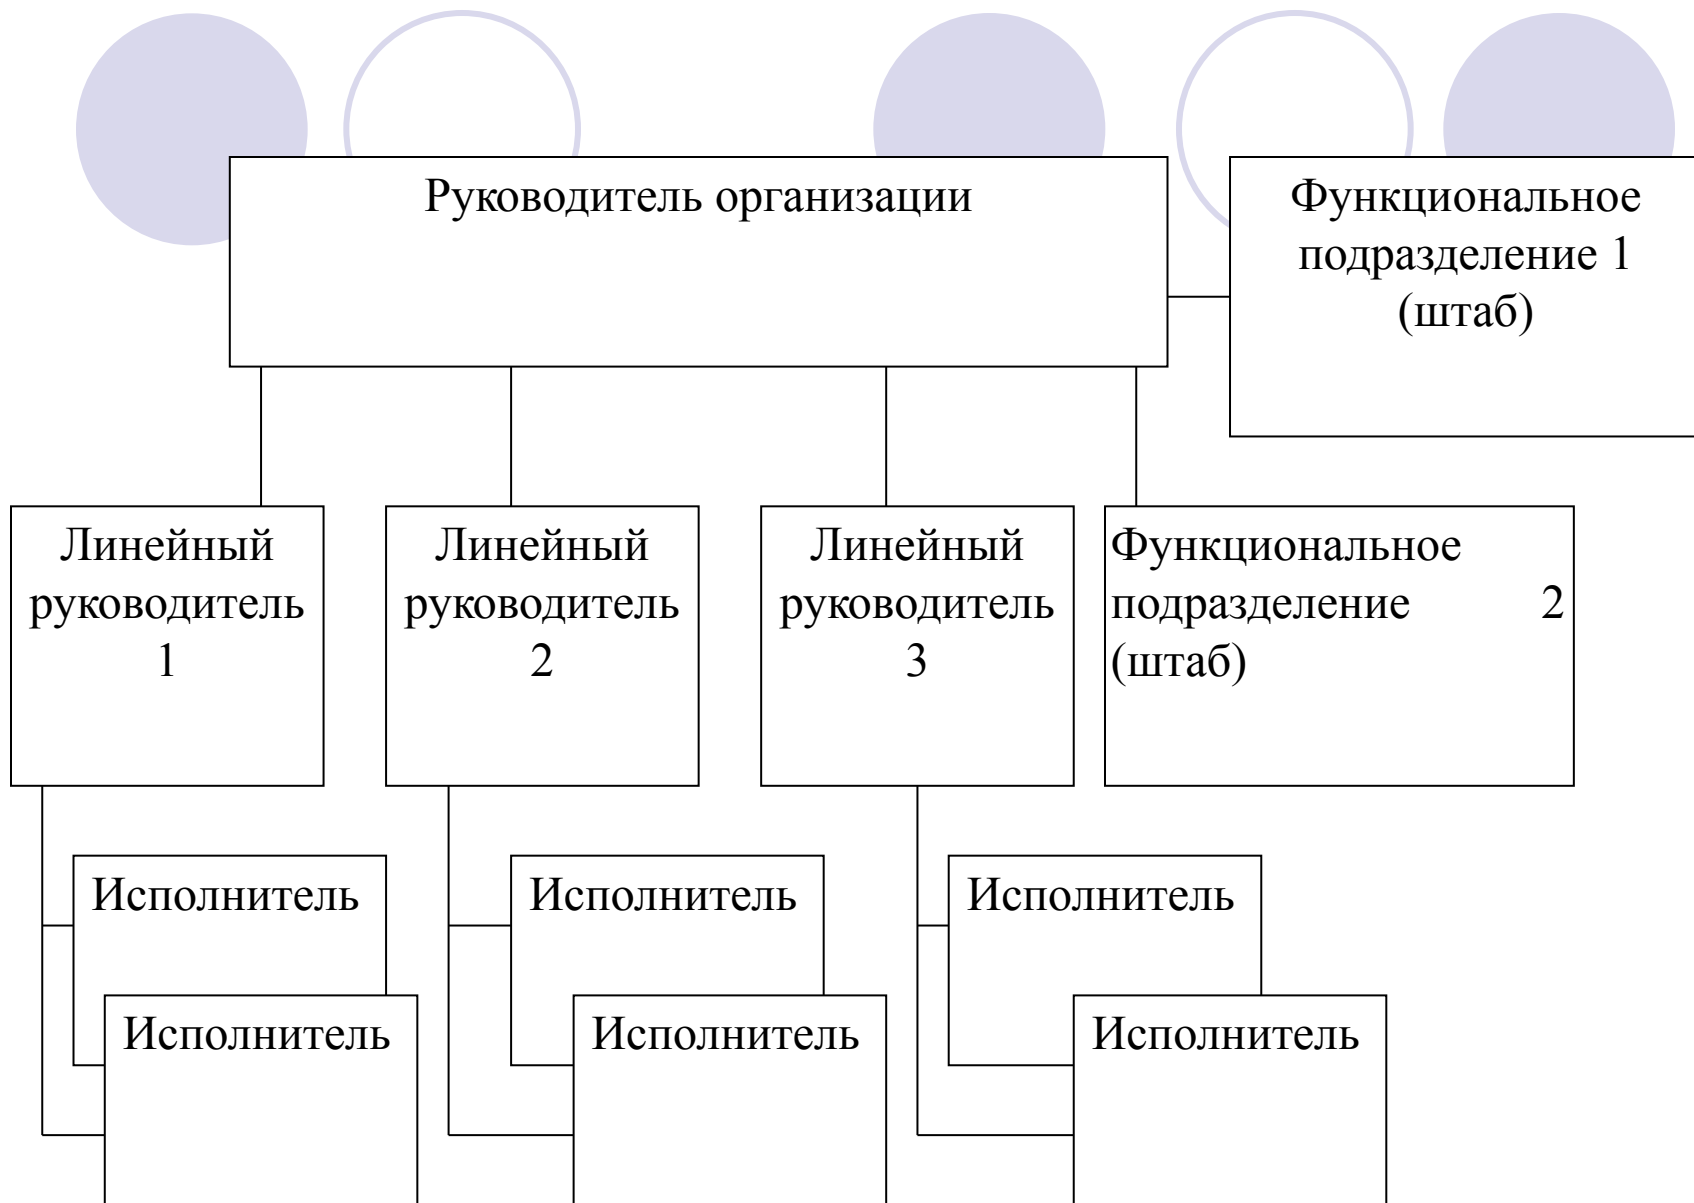 Руководитель организации
Функциональное
подразделение 1
(штаб)
Линейный
руководитель
1
Линейный
руководитель
2
Линейный
руководитель
3
Функциональное
подразделение 2
(штаб)
Исполнитель
Исполнитель
Исполнитель
Исполнитель
Исполнитель
Исполнитель